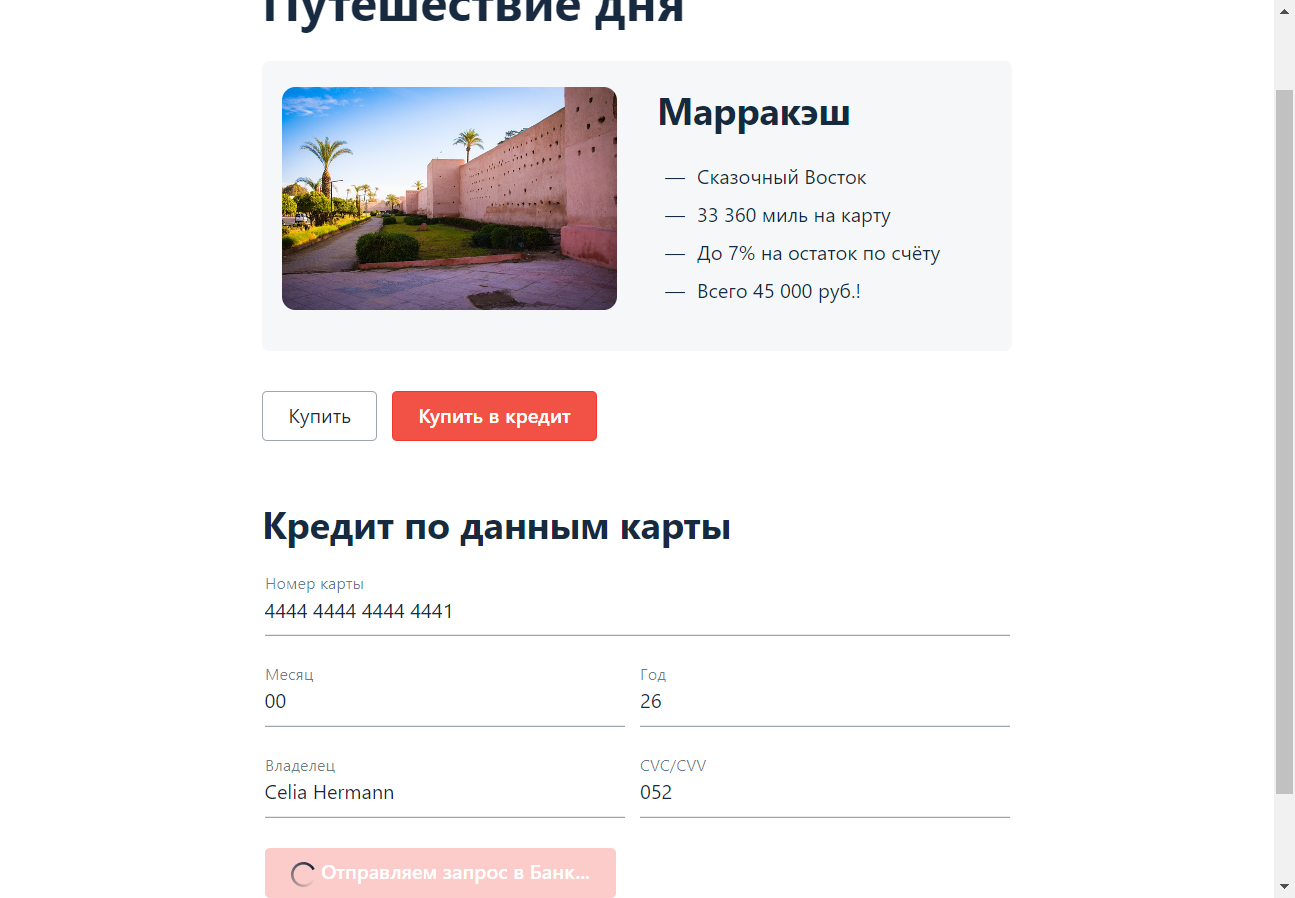 Путешествие дня
Марракэш
— Сказочный Восток
— 33 360 миль на карту
— До 7% на остаток по счёту
— Всего 45 000 руб.!
Купить
Купить в кредит
Кредит по данным карты
Номер карты
4444 4444 4444 4441
Месяц
Год
00
26
Владелец
CVC/CVV
Celia Hermann
052
Отправляем запрос в Банк...